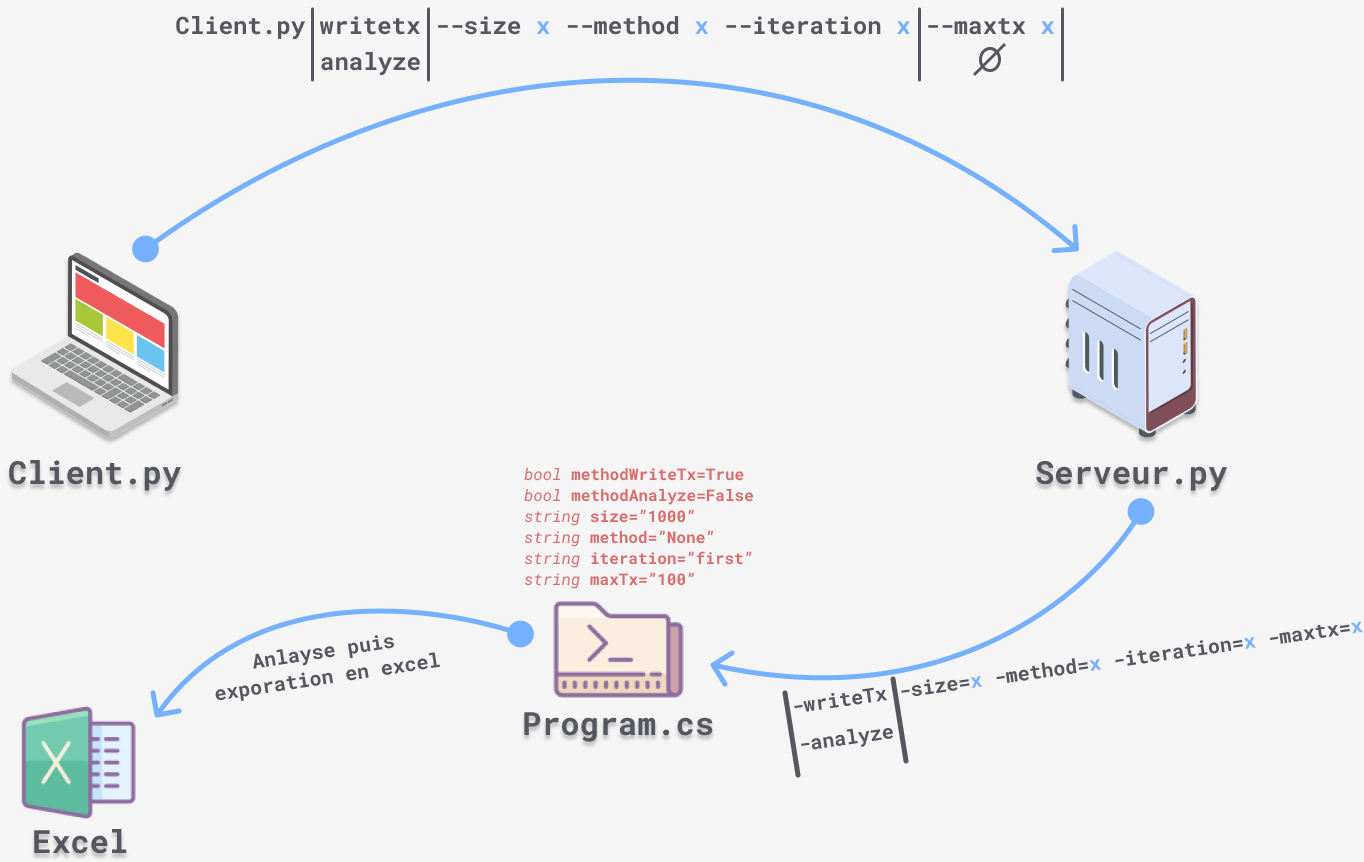 Client.py writetx --size x --method x --iteration x --maxtx x
analyze ∅
Client.py
Serveur.py
bool methodWriteTx=True
bool methodAnalyze=False
string size=”1000”
string method=”None”
string iteration=”first”
string maxTx=”100”
Anlayse puis
exporation en excel
-writeTx -size=x -method=x -iteration=x -maxtx=x
-analyze
Program.cs
Excel